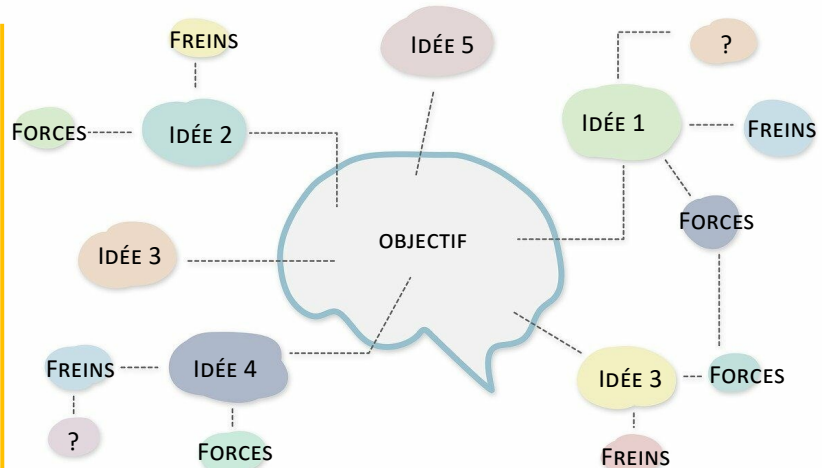 FREINS
IDÉE 5
?
FORCES
IDÉE 2
IDÉE 1
FREINS
FORCES
OBJECTIF
IDÉE 3
FREINS
IDÉE 4
IDÉE 3
FORCES
?
FORCES
FREINS